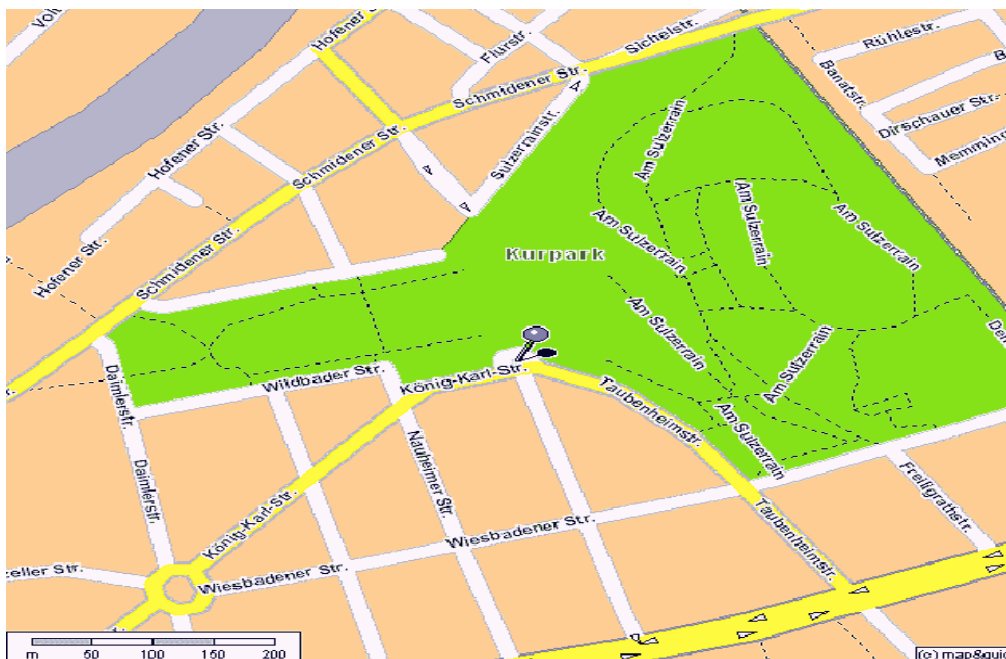 Hofener Str.
Flurstr.
Sichelstr.
Rühlestr.
Banatstr.
Schmidener Str.
Dirschauer Str.
Hofener Str.
Schmidener Str.
Sulzerrainstr.
Am Sulzerrain
Am Sulzerrain
Am Sulzerrain
Am Sulzerrain
Kurpark
Hofener Str.
Schmidener Str.
Am Sulzerrain
Am Sulzerrain
Wildbader Str.
König-Karl-Str.
Daimlerstr.
Taubenheimstr.
Am Sulzerrain
Nauheimer Str.
Daimlerstr.
Freiligrathstr.
König-Karl-Str.
Wiesbadener Str.
Taubenheimstr.
Wiesbadener Str.
zeller Str.
m 50 100 150 200
(c) map&guid